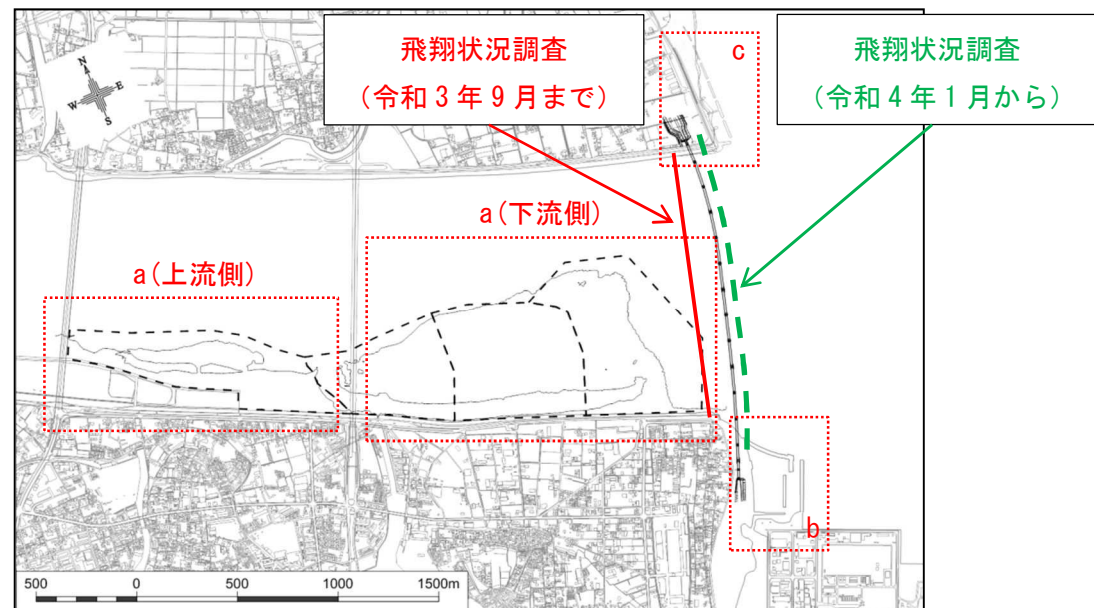 飛翔状況調査
(令和3年9月まで)
c
飛翔状況調査
(令和4年1月から)
N
W
E
S
a(下流側)
a(上流側)
b
500
0
500
1000
1500m